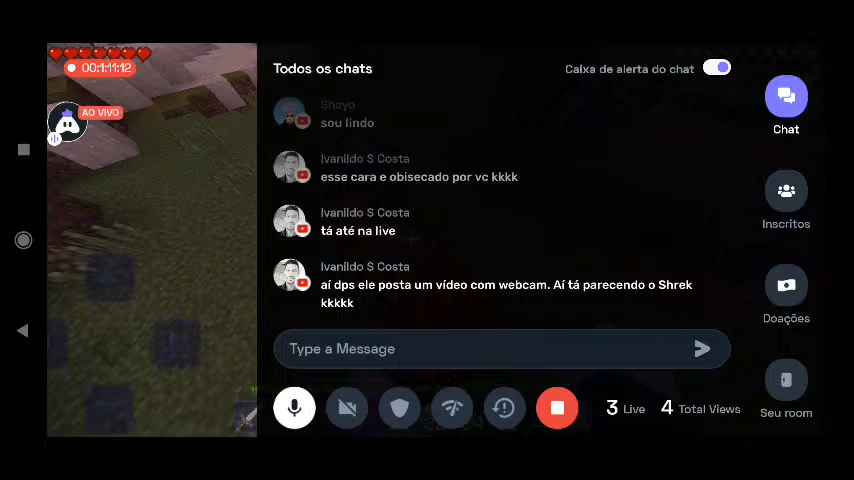 00:1:11:12
AO VIVO
Todos os chats
Caixa de alerta do chat
Shoyo
sou lindo
Ivanildo S Costa
esse cara e obisecado por vc kkkk
Ivanildo S Costa
tá até na live
Ivanildo S Costa
aí dps ele posta um vídeo com webcam. Aí tá parecendo o Shrek
kkkkk
Type a Message
3 Live 4 Total Views
Chat
Inscritos
Doações
Seu room